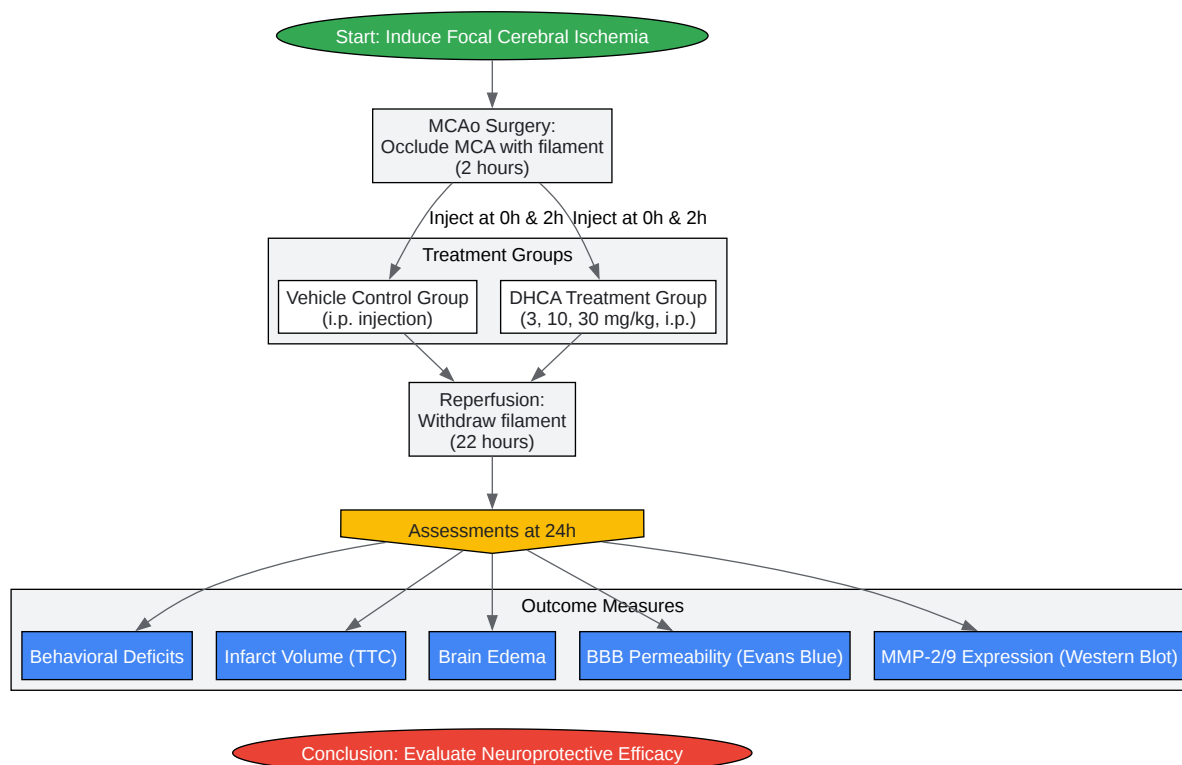 Start: Induce Focal Cerebral Ischemia
MCAo Surgery:
Occlude MCA with filament
(2 hours)
Inject at 0h & 2h
Inject at 0h & 2h
Treatment Groups
Vehicle Control Group
(i.p. injection)
DHCA Treatment Group
(3, 10, 30 mg/kg, i.p.)
Reperfusion:
Withdraw filament
(22 hours)
Assessments at 24h
Outcome Measures
Behavioral Deficits
Infarct Volume (TTC)
Brain Edema
BBB Permeability (Evans Blue)
MMP-2/9 Expression (Western Blot)
Conclusion: Evaluate Neuroprotective Efficacy